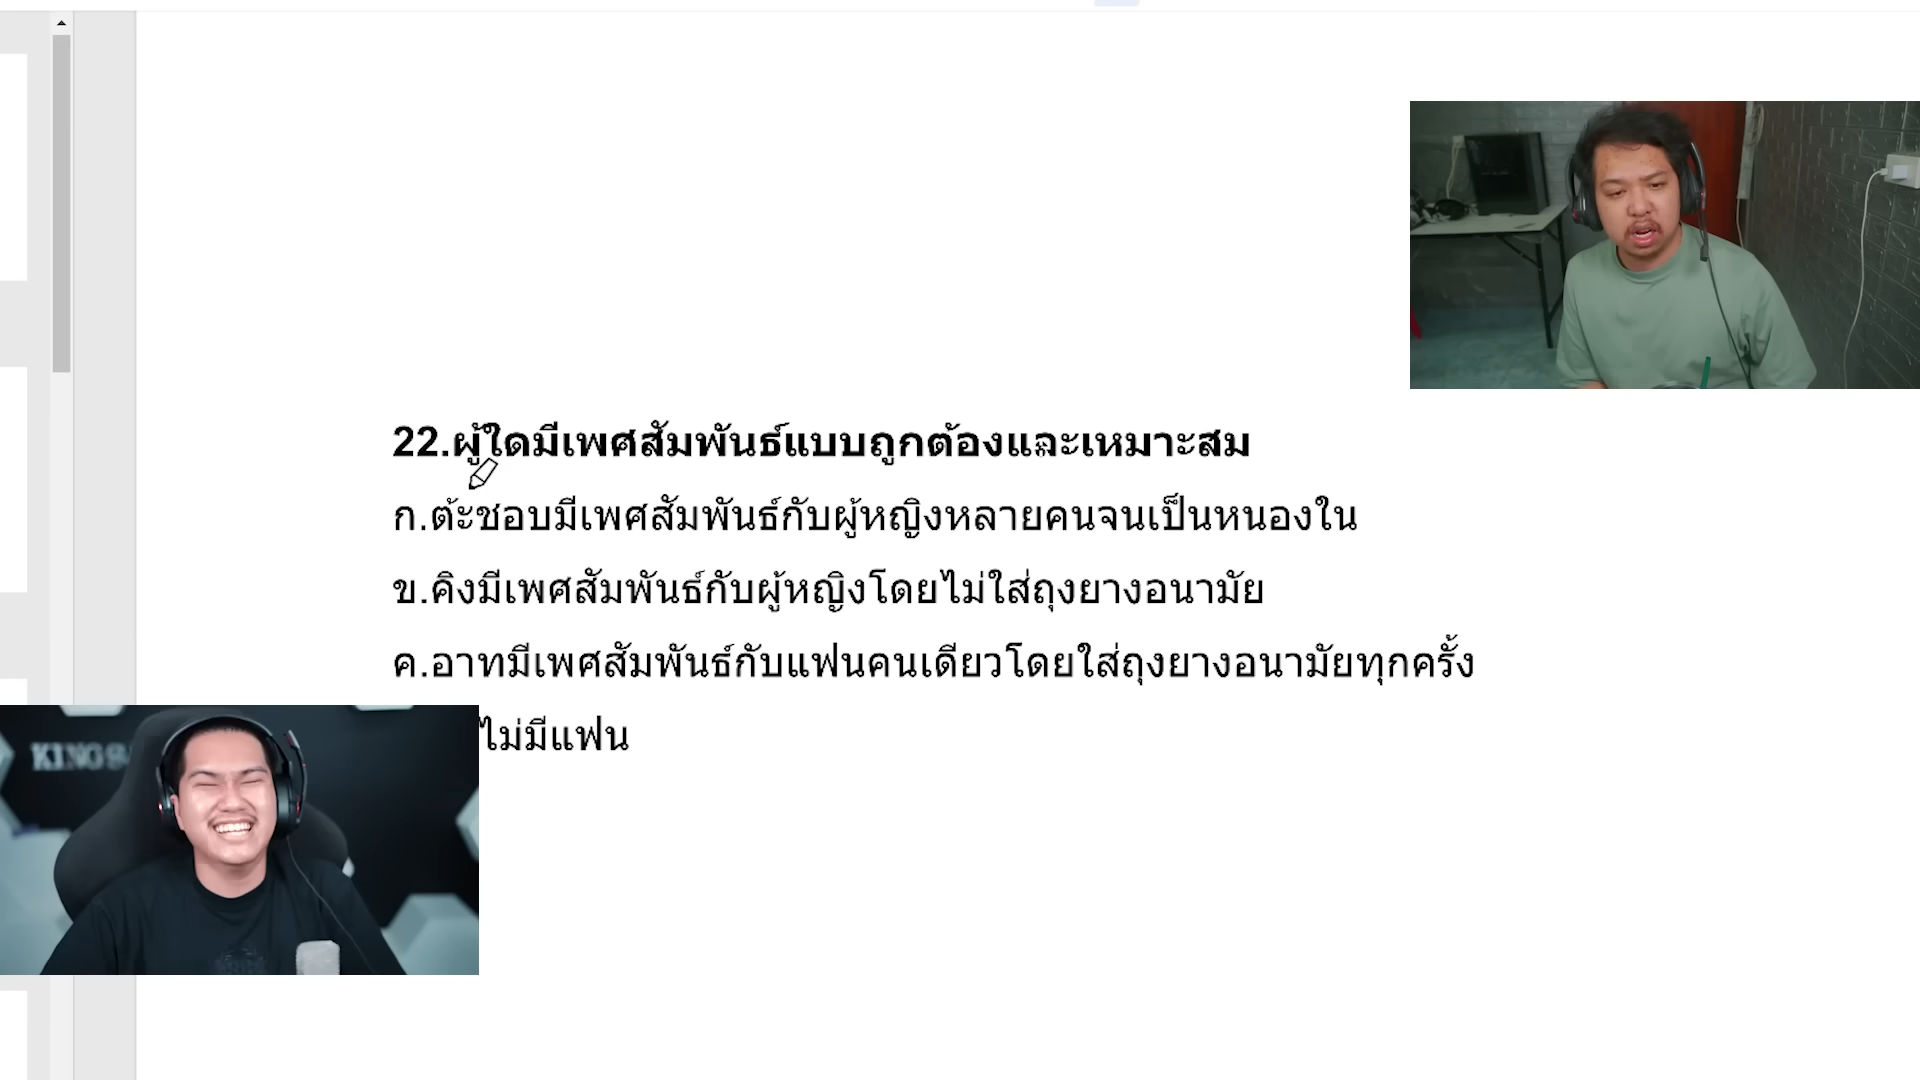 22.ผู้ใดมีเพศสัมพันธ์แบบถูกต้องและเหมาะสม
ก.ต้ะชอบมีเพศสัมพันธ์กับผู้หญิงหลายคนจนเป็นหนองใน
ข.คิงมีเพศสัมพันธ์กับผู้หญิงโดยไม่ใส่ถุงยางอนามัย
ค.อาทมีเพศสัมพันธ์กับแฟนคนเดียวโดยใส่ถุงยางอนามัยทุกครั้ง
ไม่มีแฟน